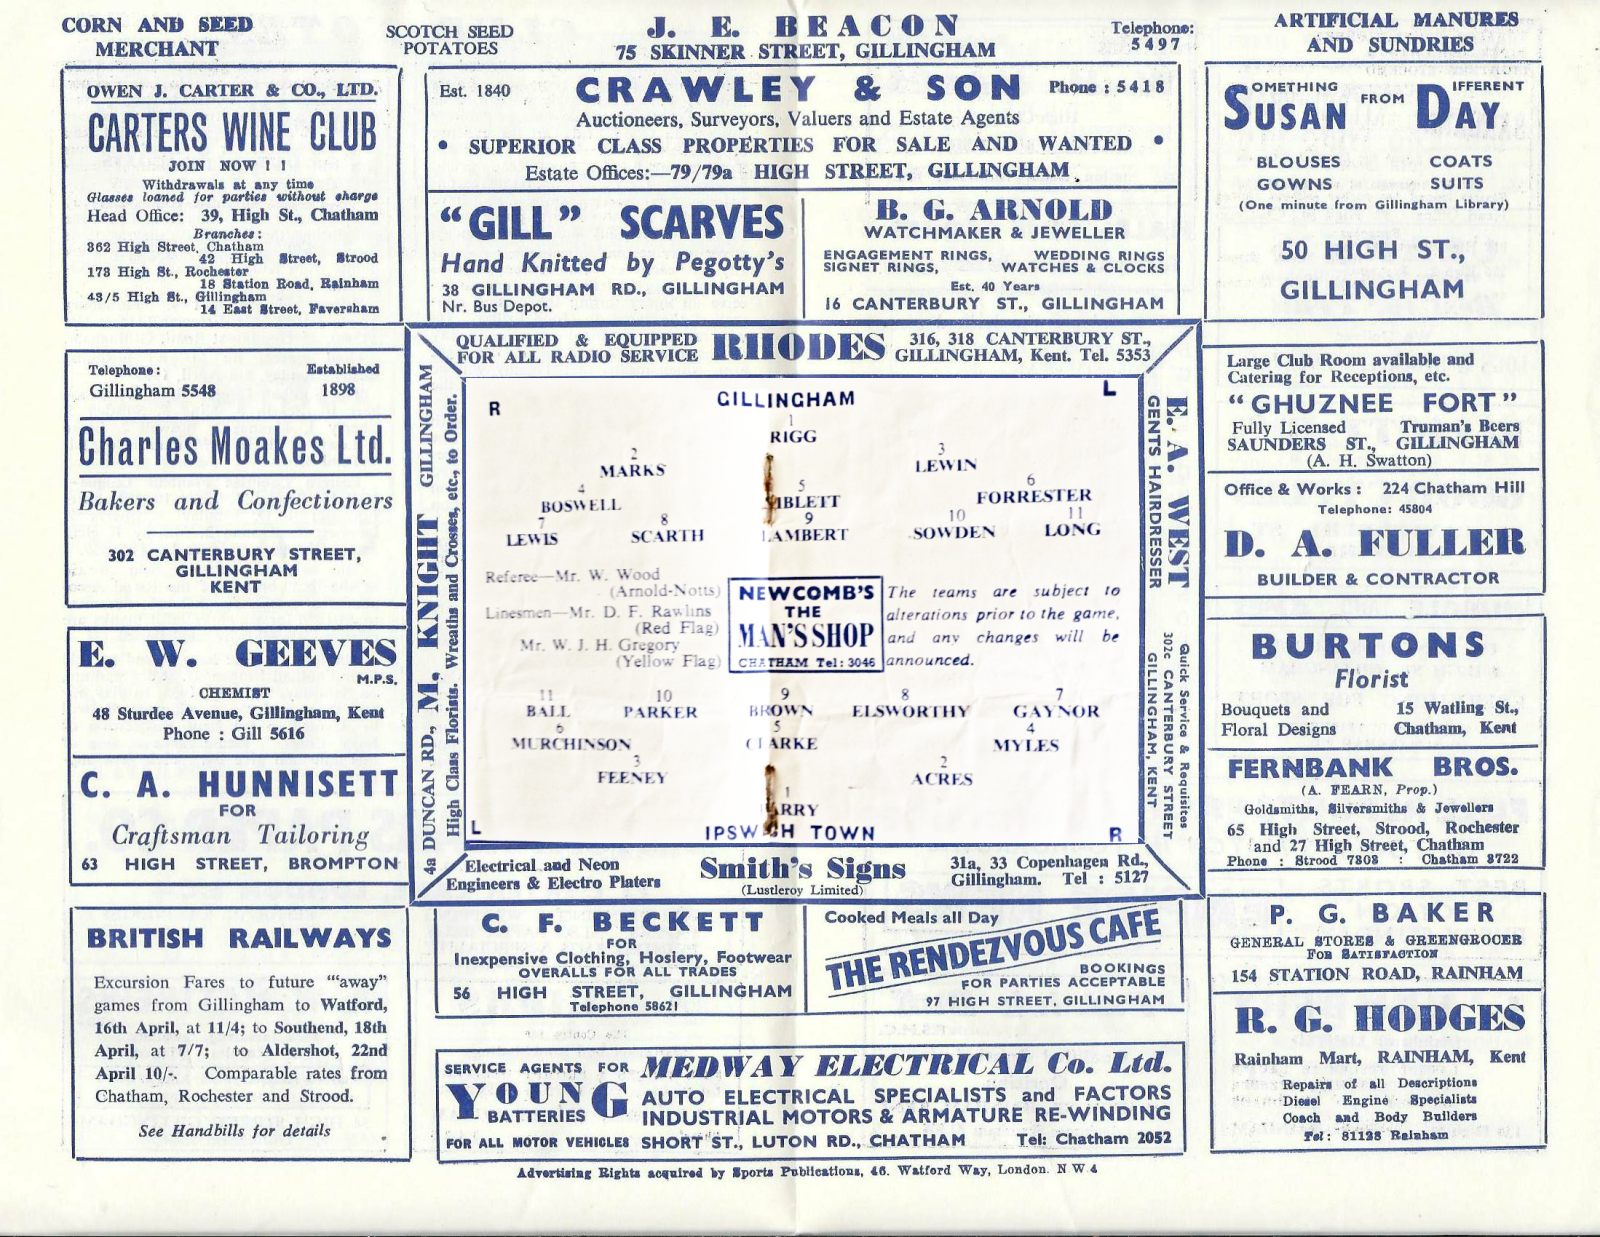 CORN AND SEED
MERCHANT
SCOTCH SEED
POTATOES
J. E. BEACON
75 SKINNER STREET, GILLINGHAM
Telephone:
5497
ARTIFICIAL MANURES
AND SUNDRIES
OWEN J. CARTER & CO., LTD.
CARTERS WINE CLUB
JOIN NOW ! !
Withdrawals at any time
Glasses loaned for parties without charge
Head Office: 39, High St., Chatham
Branches:
362 High Street, Chatham
42 High Street, Strood
173 High St., Rochester
18 Station Road, Rainham
43/5 High St., Gillingham
14 East Street, Faversham
Est. 1840
CRAWLEY & SON
Phone : 5418
Auctioneers, Surveyors, Valuers and Estate Agents
• SUPERIOR CLASS PROPERTIES FOR SALE AND WANTED •
Estate Offices:—79/79a HIGH STREET, GILLINGHAM.
"GILL" SCARVES
Hand Knitted by Pegotty's
38 GILLINGHAM RD., GILLINGHAM
Nr. Bus Depot.
B. G. ARNOLD
WATCHMAKER & JEWELLER
ENGAGEMENT RINGS, WEDDING RINGS
SIGNET RINGS, WATCHES & CLOCKS
Est. 40 Years
16 CANTERBURY ST., GILLINGHAM
SOMETHING DIFFERENT
FROM
SUSAN DAY
BLOUSES COATS
GOWNS SUITS
(One minute from Gillingham Library)
50 HIGH ST.,
GILLINGHAM
Telephone: Established
Gillingham 5548 1898
Charles Moakes Ltd.
Bakers and Confectioners
302 CANTERBURY STREET,
GILLINGHAM
KENT
E. W. GEEVES
M.P.S.
CHEMIST
48 Sturdee Avenue, Gillingham, Kent
Phone : Gill 5616
C. A. HUNNISETT
FOR
Craftsman Tailoring
63 HIGH STREET, BROMPTON
QUALIFIED & EQUIPPED
FOR ALL RADIO SERVICE
RHODES
316, 318 CANTERBURY ST.,
GILLINGHAM, Kent. Tel. 5353
4a DUNCAN RD., M. KNIGHT GILLINGHAM
High Class Florists. Wreaths and Crosses, etc., to Order.
R
GILLINGHAM
L
1
RIGG
2 3
MARKS LEWIN
4 5 6
BOSWELL IBLETT FORRESTER
7 8 9 10 11
LEWIS SCARTH LAMBERT SOWDEN LONG
Referee—Mr. W. Wood
(Arnold-Notts)
Linesmen—Mr. D. F. Rawlins
(Red Flag)
Mr. W. J. H. Gregory
(Yellow Flag)
NEWCOMB'S
THE
MAN'S SHOP
CHATHAM Tel: 3046
The teams are subject to
alterations prior to the game,
and any changes will be
announced.
11 10 9 8 7
BALL PARKER BROWN ELSWORTHY GAYNOR
6 5 4
MURCHINSON CLARKE MYLES
3 2
FEENEY ACRES
1
ARRY
L
IPSWICH TOWN
R
E. A. WEST
GENTS HAIRDRESSER
Quick Service & Requisites
302c CANTERBURY STREET
GILLINGHAM, KENT
Electrical and Neon
Engineers & Electro Platers
Smith's Signs
(Lustleroy Limited)
31a, 33 Copenhagen Rd.,
Gillingham. Tel : 5127
Large Club Room available and
Catering for Receptions, etc.
"GHUZNEE FORT"
Fully Licensed Truman's Beers
SAUNDERS ST., GILLINGHAM
(A. H. Swatton)
Office & Works : 224 Chatham Hill
Telephone: 45804
D. A. FULLER
BUILDER & CONTRACTOR
BURTONS
Florist
Bouquets and 15 Watling St.,
Floral Designs Chatham, Kent
FERNBANK BROS.
(A. FEARN, Prop.)
Goldsmiths, Silversmiths & Jewellers
65 High Street, Strood, Rochester
and 27 High Street, Chatham
Phone : Strood 7808 : Chatham 3722
BRITISH RAILWAYS
Excursion Fares to future '"away"
games from Gillingham to Watford,
16th April, at 11/4; to Southend, 18th
April, at 7/7; to Aldershot, 22nd
April 10/-. Comparable rates from
Chatham, Rochester and Strood.
See Handbills for details
C. F. BECKETT
FOR
Inexpensive Clothing, Hosiery, Footwear
OVERALLS FOR ALL TRADES
56 HIGH STREET, GILLINGHAM
Telephone 58621
Cooked Meals all Day
THE RENDEZVOUS CAFE
BOOKINGS
FOR PARTIES ACCEPTABLE
97 HIGH STREET, GILLINGHAM
P. G. BAKER
GENERAL STORES & GREENGROCER
FOR SATISFACTION
154 STATION ROAD, RAINHAM
R. G. HODGES
Rainham Mart, RAINHAM, Kent
Repairs of all Descriptions
Diesel Engine Specialists
Coach and Body Builders
Tel: 81128 Rainham
SERVICE AGENTS FOR
YOUNG
BATTERIES
MEDWAY ELECTRICAL Co. Ltd.
AUTO ELECTRICAL SPECIALISTS and FACTORS
INDUSTRIAL MOTORS & ARMATURE RE-WINDING
FOR ALL MOTOR VEHICLES SHORT ST., LUTON RD., CHATHAM Tel: Chatham 2052
Advertising Rights acquired by Sports Publications, 46, Watford Way, London. N W 4